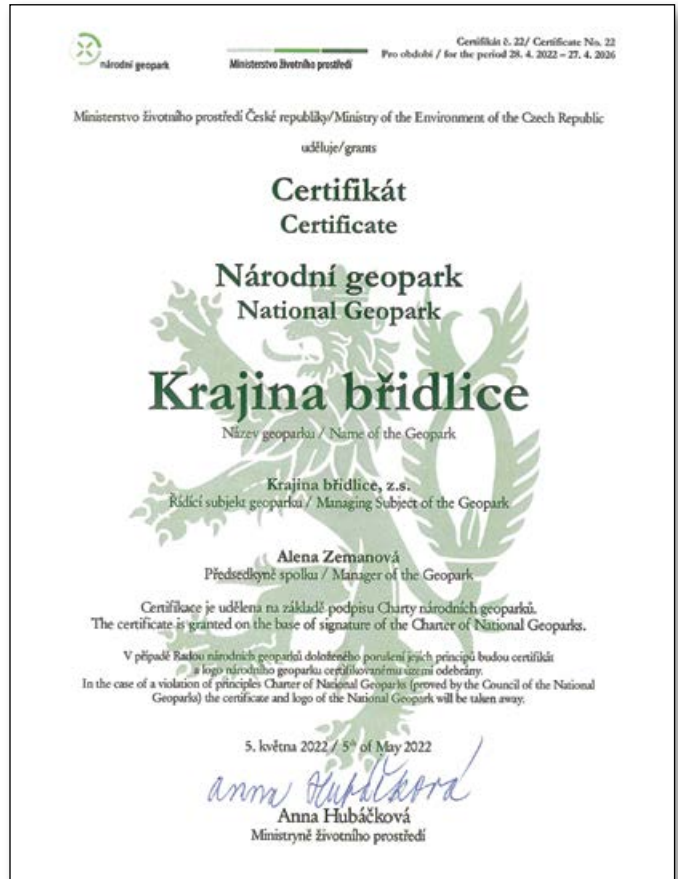 Certifikát č. 22/ Certificate No. 22
Pro období / for the period 28. 4. 2022 – 27. 4. 2026
národní geopark
Ministerstvo životního prostředí
Ministerstvo životního prostředí České republiky/Ministry of the Environment of the Czech Republic
uděluje/grants
Certifikát
Certificate
Národní geopark
National Geopark
Krajina břidlice
Název geoparku / Name of the Geopark
Krajina břidlice, z.s.
Řídící subjekt geoparku / Managing Subject of the Geopark
Alena Zemanová
Předsedkyně spolku / Manager of the Geopark
Certifikace je udělena na základě podpisu Charty národních geoparků.
The certificate is granted on the base of signature of the Charter of National Geoparks.
V případě Radou národních geoparků doloženého porušení jejích principů budou certifikát
a logo národního geoparku certifikovanému území odebrány.
In the case of a violation of principles Charter of National Geoparks (proved by the Council of the National
Geoparks) the certificate and logo of the National Geopark will be taken away.
5. května 2022 / 5th of May 2022
Anna Hubáčková
Anna Hubáčková
Ministryně životního prostředí